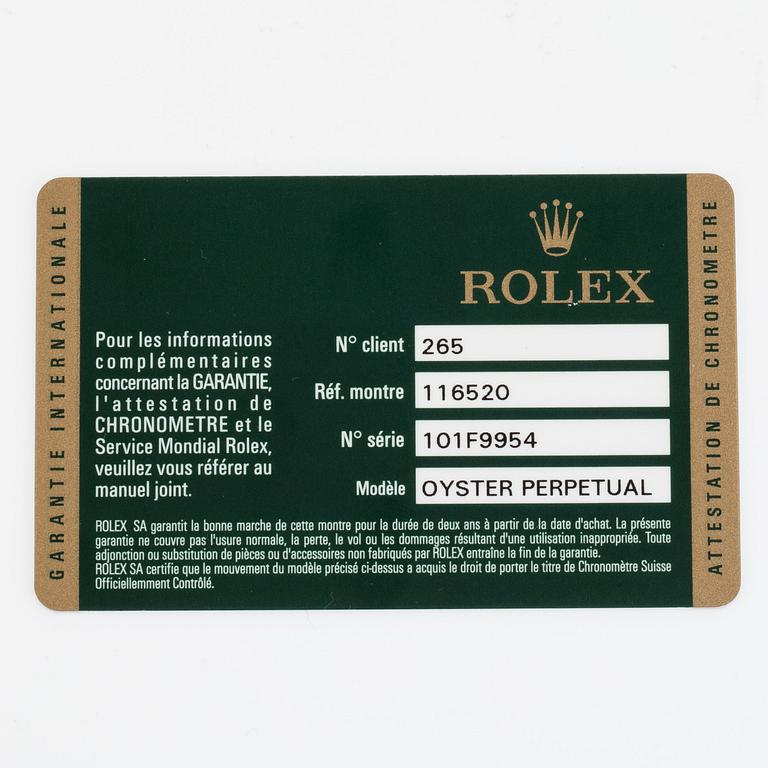 GARANTIE INTERNATIONALE
ROLEX
Pour les informations
complémentaires
concernant la GARANTIE,
l'attestation de
CHRONOMETRE et le
Service Mondial Rolex,
veuillez vous référer au
manuel joint.
N° client 265
Réf. montre 116520
N° série 101F9954
Modèle OYSTER PERPETUAL
ROLEX SA garantit la bonne marche de cette montre pour la durée de deux ans à partir de la date d'achat. La présente
garantie ne couvre pas l'usure normale, la perte, le vol ou les dommages résultant d'une utilisation inappropriée. Toute
adjonction ou substitution de pièces ou d'accessoires non fabriqués par ROLEX entraîne la fin de la garantie.
ROLEX SA certifie que le mouvement du modèle précisé ci-dessus a acquis le droit de porter le titre de Chronomètre Suisse
Officiellemment Contrôlé.
ATTESTATION DE CHRONOMETRE